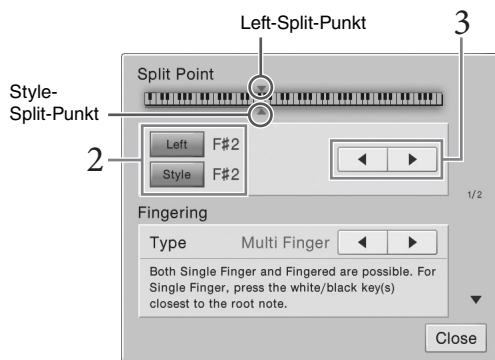 Left-Split-Punkt
3
Split Point
Style-
Split-Punkt
2
Left F#2
Style F#2
1/2
Fingering
Type Multi Finger
Both Single Finger and Fingered are possible. For
Single Finger, press the white/black key(s)
closest to the root note.
Close